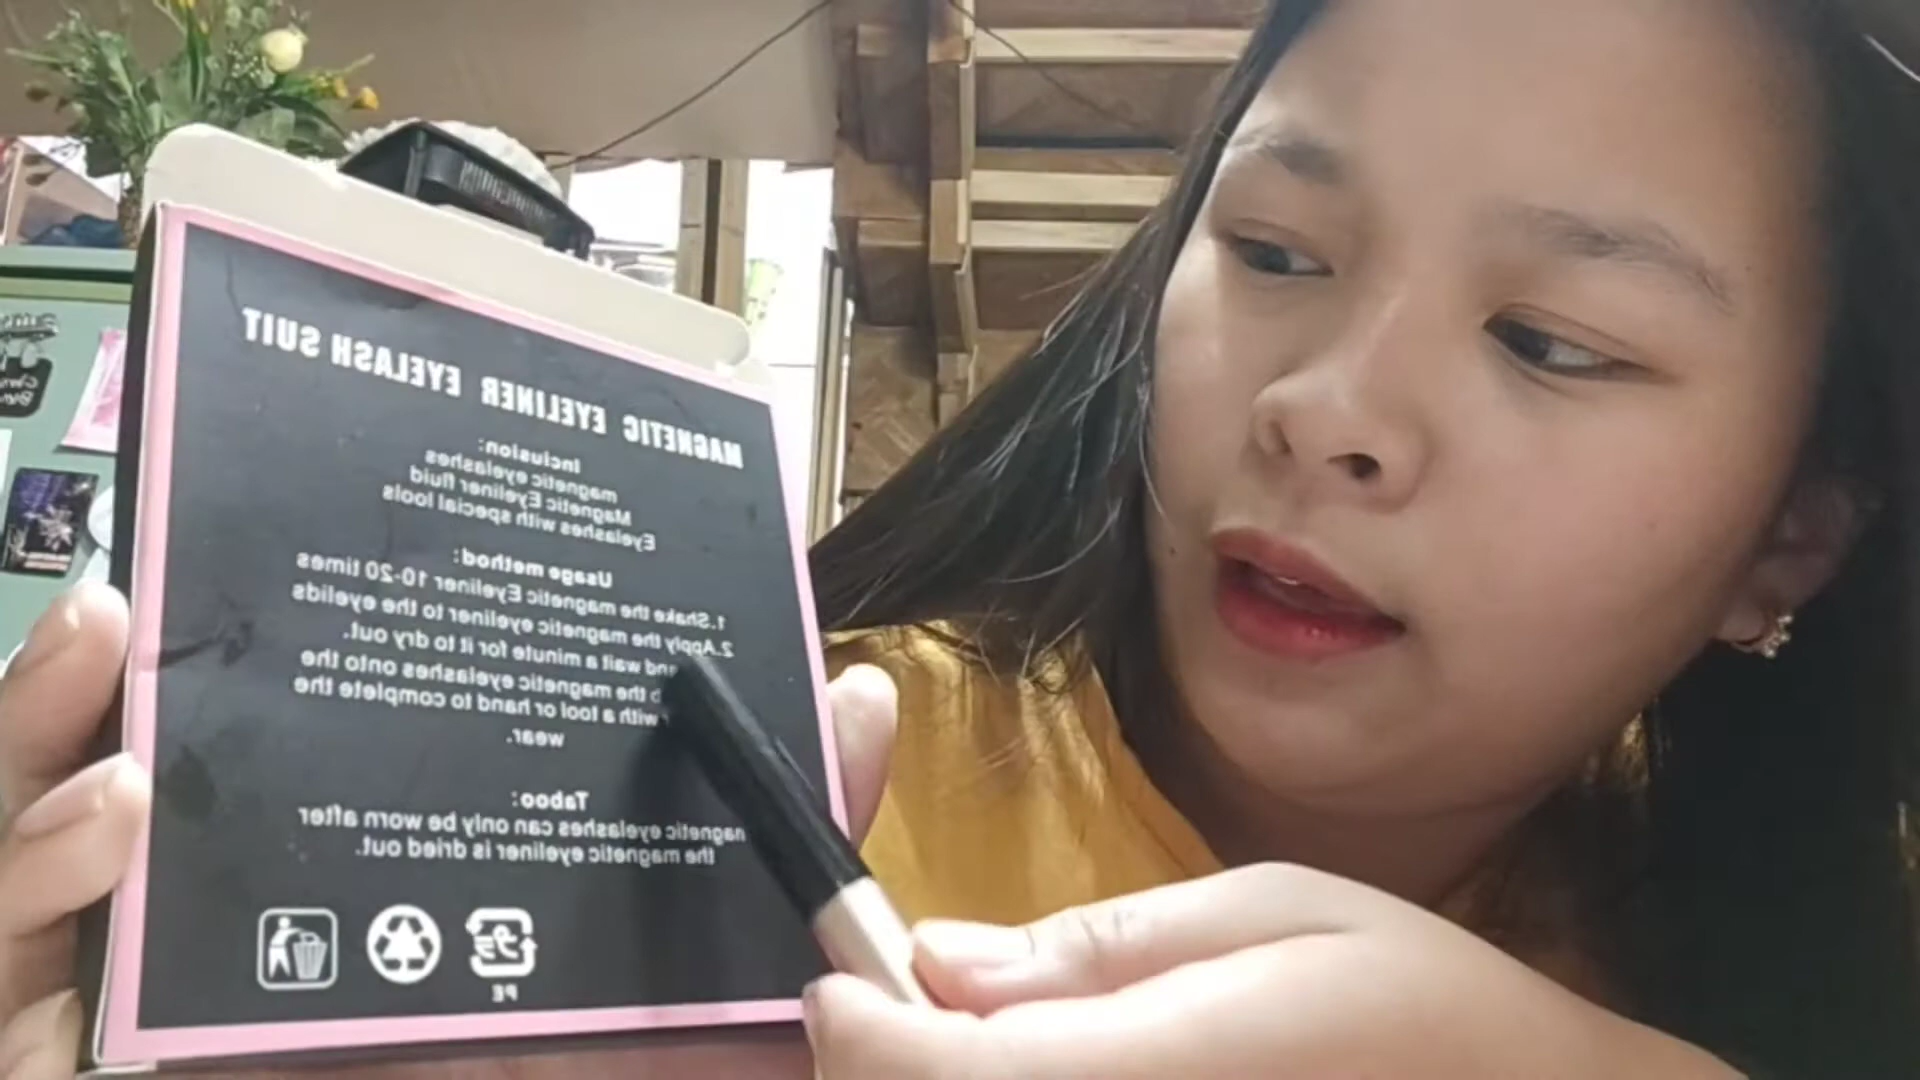 MAGNETIC EYELINER EYELASH SUIT
Inclusion:
magnetic eyelashes
Magnetic Eyeliner fluid
Eyelashes with special lools
Usage method:
1.Shake the magnetic Eyeliner 10-20 times
2.Apply the magnetic eyeliner to the eyelids
and wait a minute for it to dry out.
the magnetic eyelashes onto the
with a tool or hand to complete the
wear.
Taboo:
magnetic eyelashes can only be worn after
the magnetic eyeliner is dried out.
PE